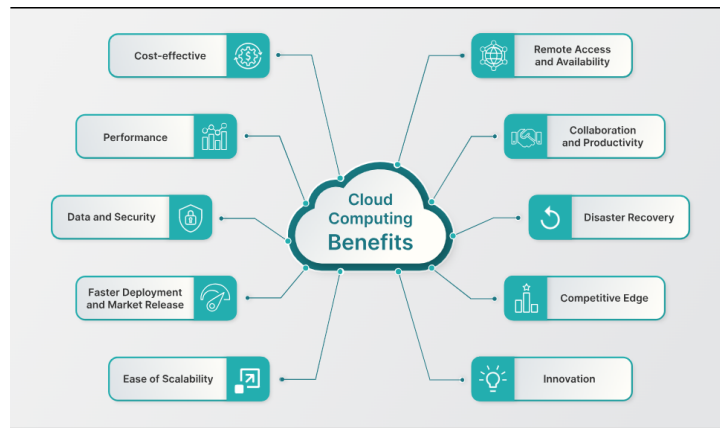 Cost-effective
Performance
Data and Security
Faster Deployment
and Market Release
Ease of Scalability
Cloud
Computing
Benefits
Remote Access
and Availability
Collaboration
and Productivity
Disaster Recovery
Competitive Edge
Innovation